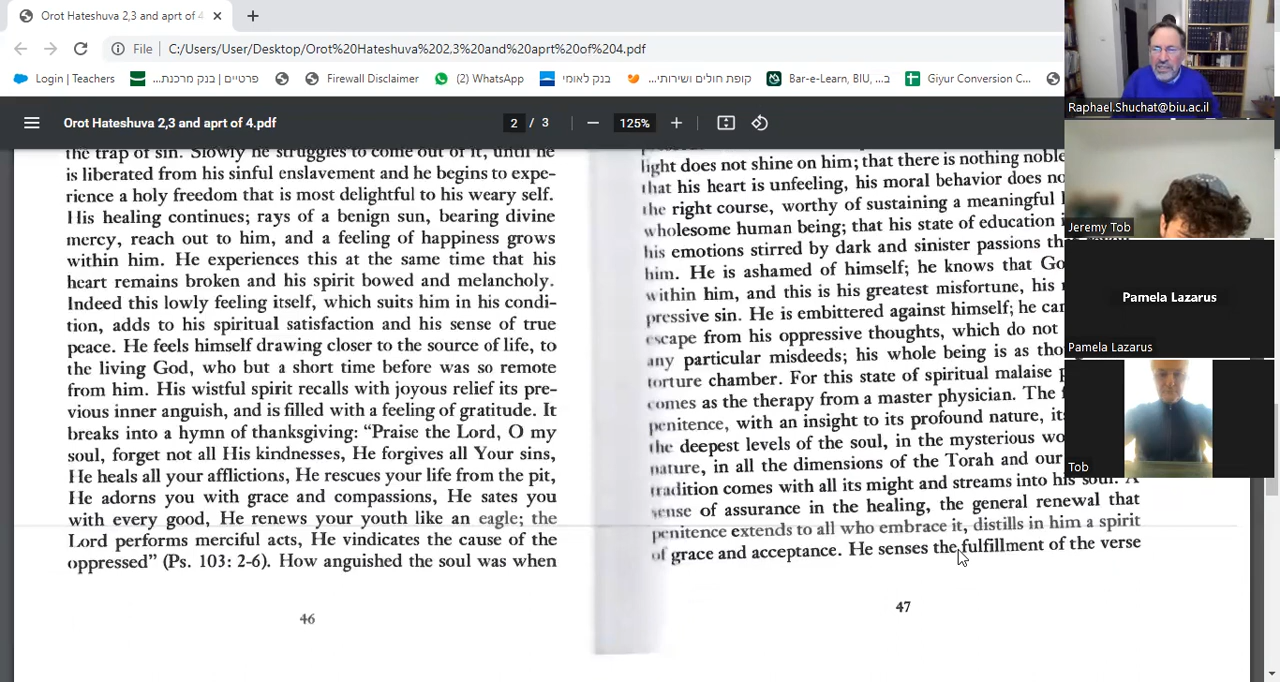 Orot Hateshuva 2,3 and aprt of 4
File
C:/Users/User/Desktop/Orot%20Hateshuva%202,3%20and%20aprt%20of%204.pdf
Login | Teachers
פרטיים | בנק מרכנת...
Firewall Disclaimer
(2) WhatsApp
בנק לאומי
קופת חולים ושירותי...
Bar-e-Learn, BIU, ...ב
Giyur Conversion C...
Orot Hateshuva 2,3 and aprt of 4.pdf
2 / 3
125%
the trap of sin. Slowly he struggles to come out of it, until he
is liberated from his sinful enslavement and he begins to expe-
rience a holy freedom that is most delightful to his weary self.
His healing continues; rays of a benign sun, bearing divine
mercy, reach out to him, and a feeling of happiness grows
within him. He experiences this at the same time that his
heart remains broken and his spirit bowed and melancholy.
Indeed this lowly feeling itself, which suits him in his condi-
tion, adds to his spiritual satisfaction and his sense of true
peace. He feels himself drawing closer to the source of life, to
the living God, who but a short time before was so remote
from him. His wistful spirit recalls with joyous relief its pre-
vious inner anguish, and is filled with a feeling of gratitude. It
breaks into a hymn of thanksgiving: “Praise the Lord, O my
soul, forget not all His kindnesses, He forgives all Your sins,
He heals all your afflictions, He rescues your life from the pit,
He adorns you with grace and compassions, He sates you
with every good, He renews your youth like an eagle; the
Lord performs merciful acts, He vindicates the cause of the
oppressed” (Ps. 103: 2-6). How anguished the soul was when
46
light does not shine on him; that there is nothing noble
that his heart is unfeeling, his moral behavior does no
the right course, worthy of sustaining a meaningful
wholesome human being; that his state of education
his emotions stirred by dark and sinister passions th
him. He is ashamed of himself; he knows that Go
within him, and this is his greatest misfortune, his
pressive sin. He is embittered against himself; he can
escape from his oppressive thoughts, which do not
any particular misdeeds; his whole being is as tho
torture chamber. For this state of spiritual malaise p
comes as the therapy from a master physician. The f
penitence, with an insight to its profound nature, its
the deepest levels of the soul, in the mysterious wo
nature, in all the dimensions of the Torah and our
tradition comes with all its might and streams into his soul. A
sense of assurance in the healing, the general renewal that
penitence extends to all who embrace it, distills in him a spirit
of grace and acceptance. He senses the fulfillment of the verse
47
Raphael.Shuchat@biu.ac.il
Jeremy Tob
Pamela Lazarus
Pamela Lazarus
Tob